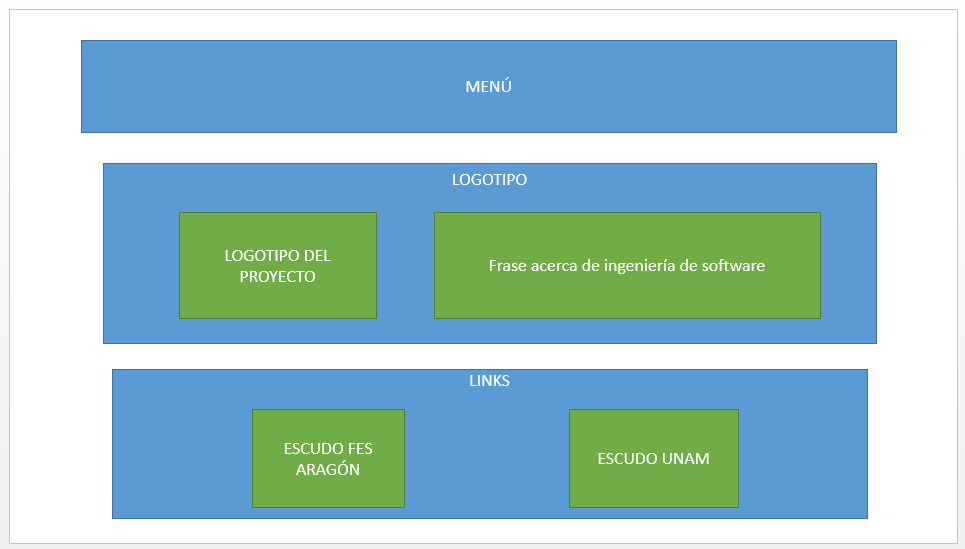 MENÚ
LOGOTIPO
LOGOTIPO DEL
PROYECTO
Frase acerca de ingeniería de software
LINKS
ESCUDO FES
ARAGÓN
ESCUDO UNAM